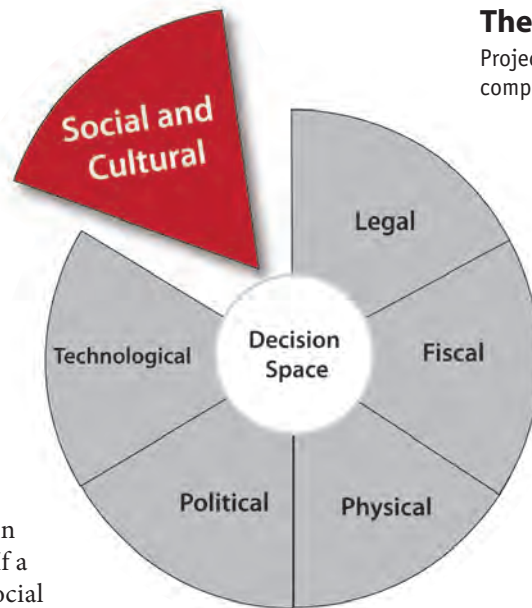 The
Projec
comp
Social and
Cultural
Legal
Technological
Decision
Space
Fiscal
Political
Physical
n
f a
ocial